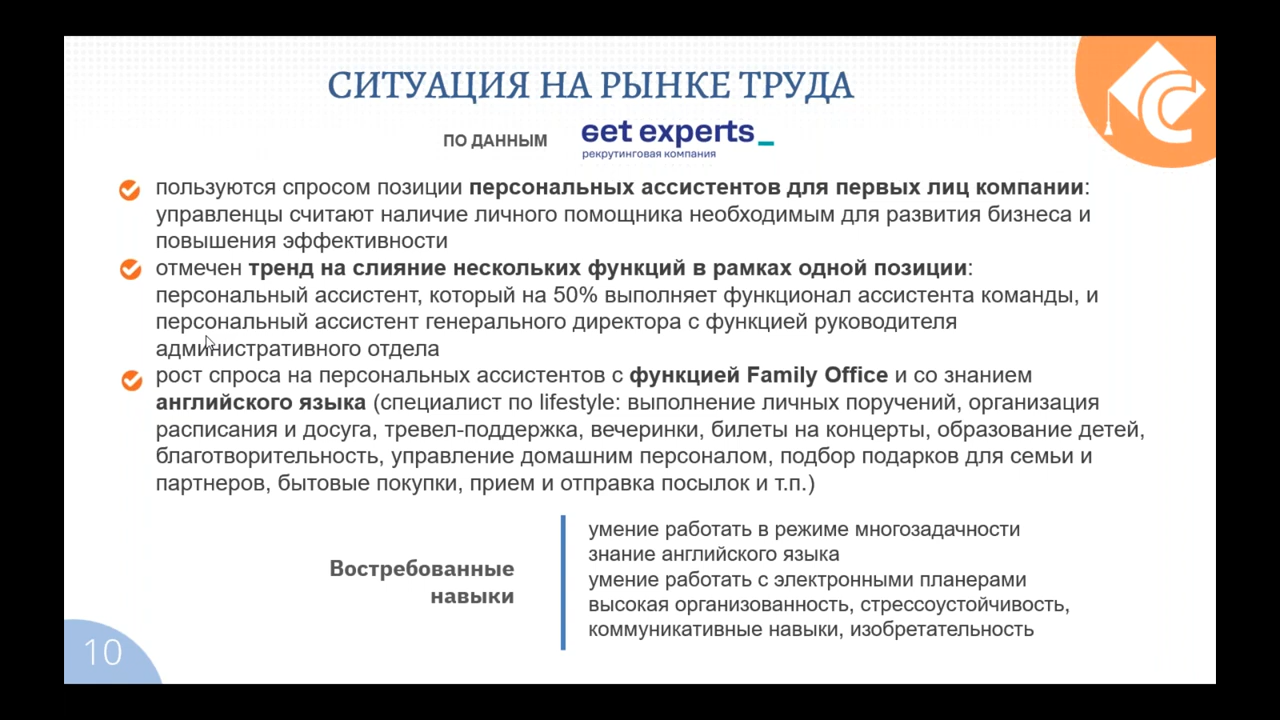 СИТУАЦИЯ НА РЫНКЕ ТРУДА
ПО ДАННЫМ
get experts_
рекрутинговая компания
пользуются спросом позиции персональных ассистентов для первых лиц компании:
управленцы считают наличие личного помощника необходимым для развития бизнеса и
повышения эффективности
отмечен тренд на слияние нескольких функций в рамках одной позиции:
персональный ассистент, который на 50% выполняет функционал ассистента команды, и
персональный ассистент генерального директора с функцией руководителя
административного отдела
рост спроса на персональных ассистентов с функцией Family Office и со знанием
английского языка (специалист по lifestyle: выполнение личных поручений, организация
расписания и досуга, тревел-поддержка, вечеринки, билеты на концерты, образование детей,
благотворительность, управление домашним персоналом, подбор подарков для семьи и
партнеров, бытовые покупки, прием и отправка посылок и т.п.)
Востребованные
навыки
умение работать в режиме многозадачности
знание английского языка
умение работать с электронными планерами
высокая организованность, стрессоустойчивость,
коммуникативные навыки, изобретательность
10